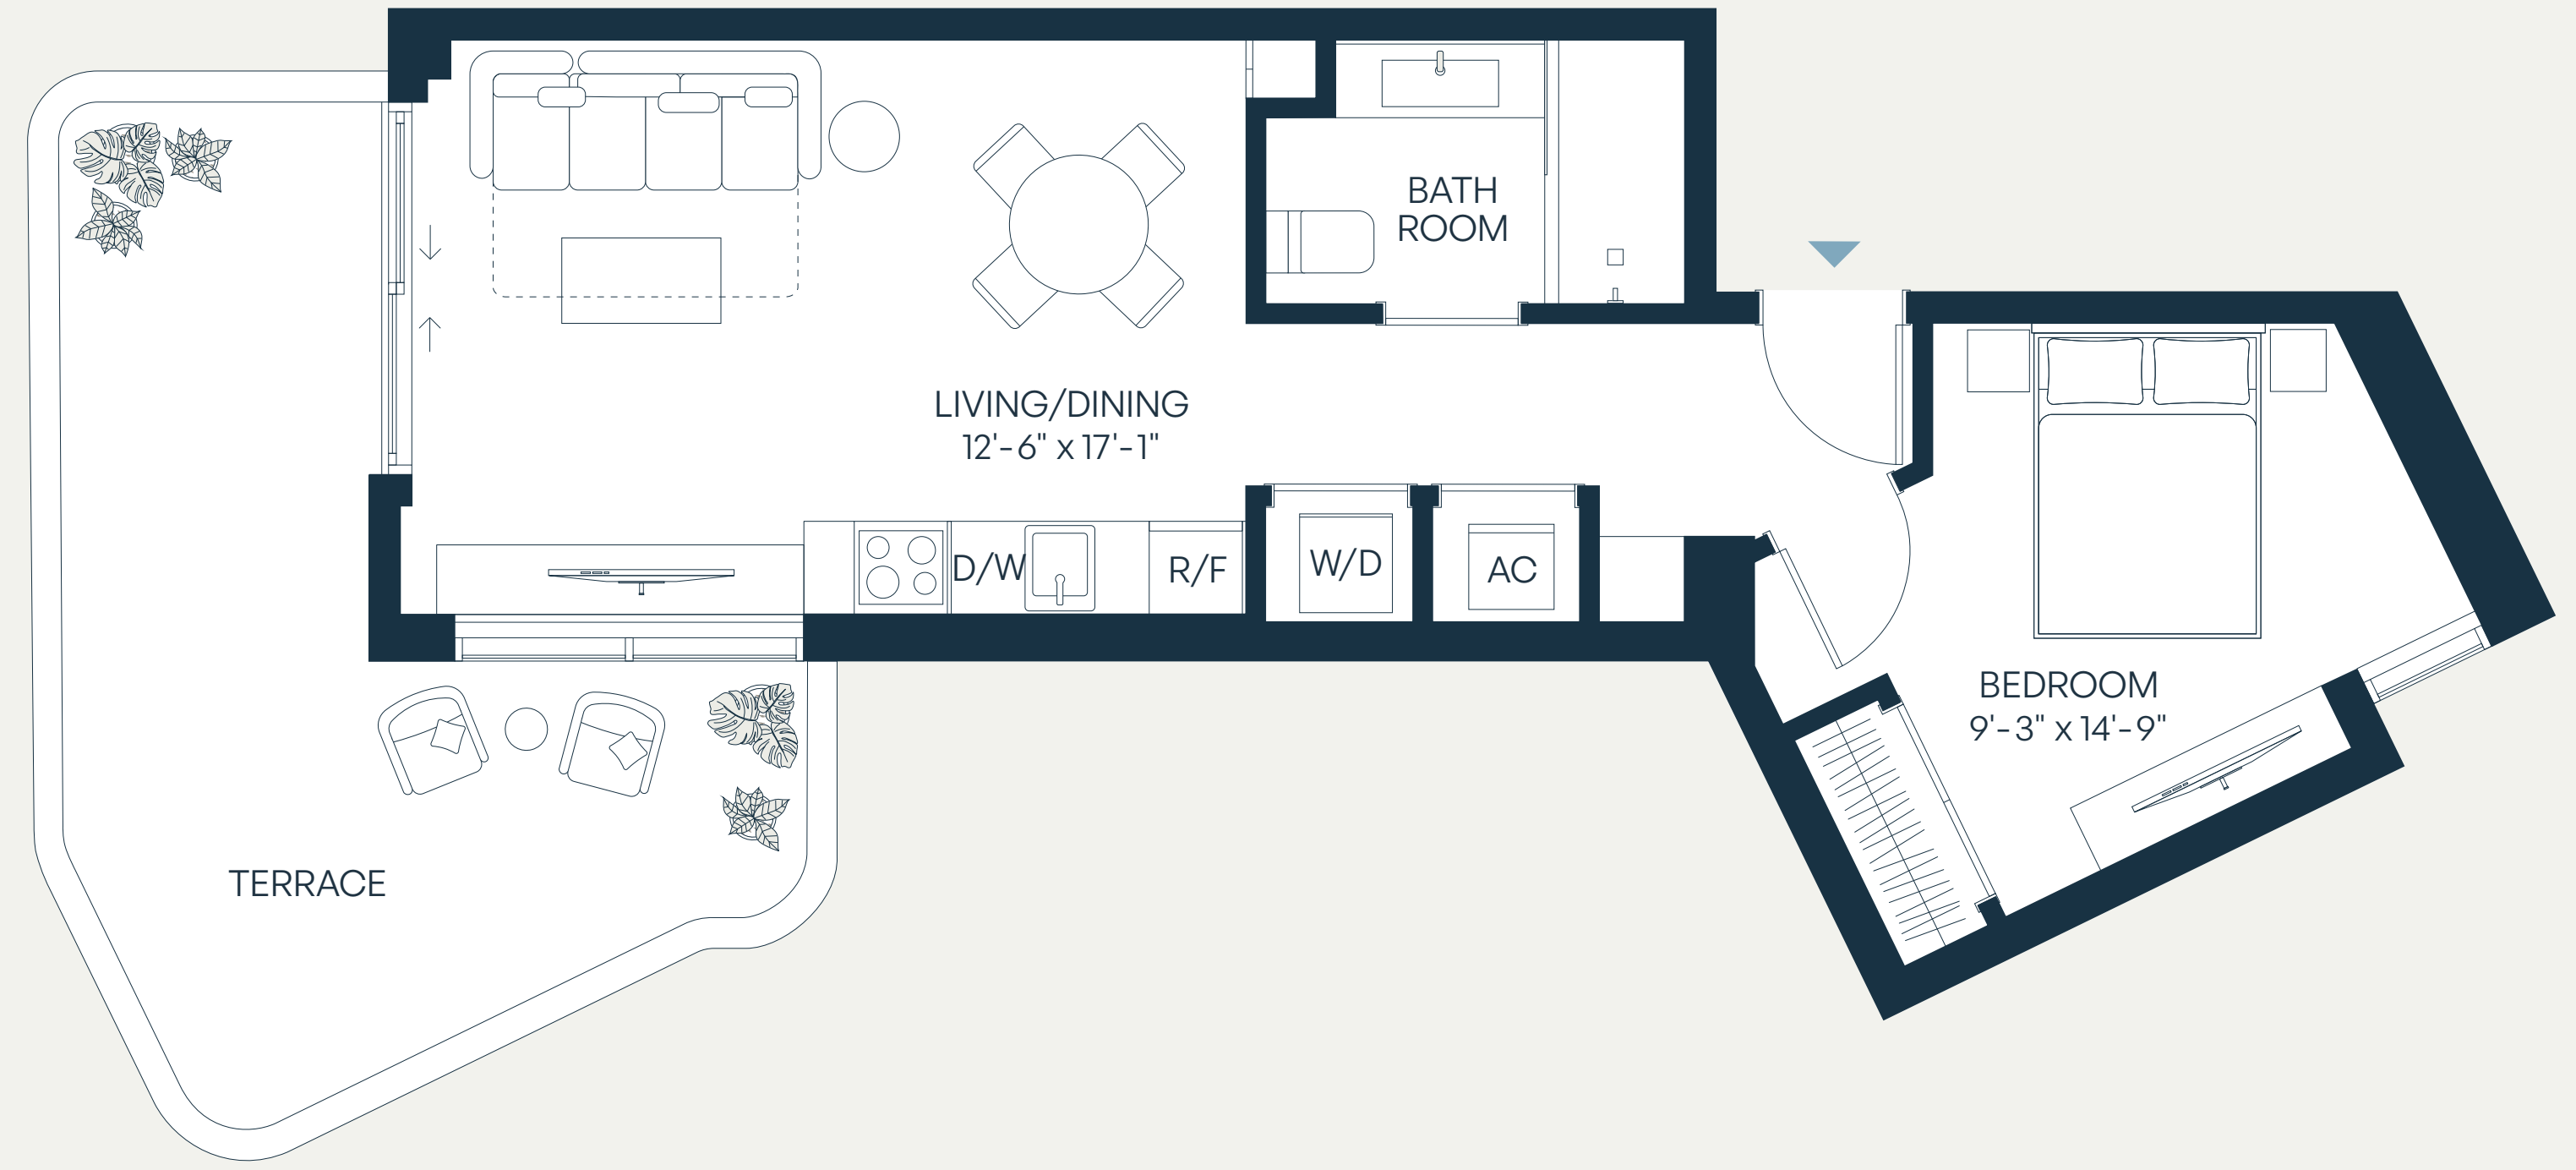 BATH
ROOM
LIVING/DINING
12'-6" x 17'-1"
D/W
R/F
W/D
AC
BEDROOM
9'-3" x 14'-9"
TERRACE